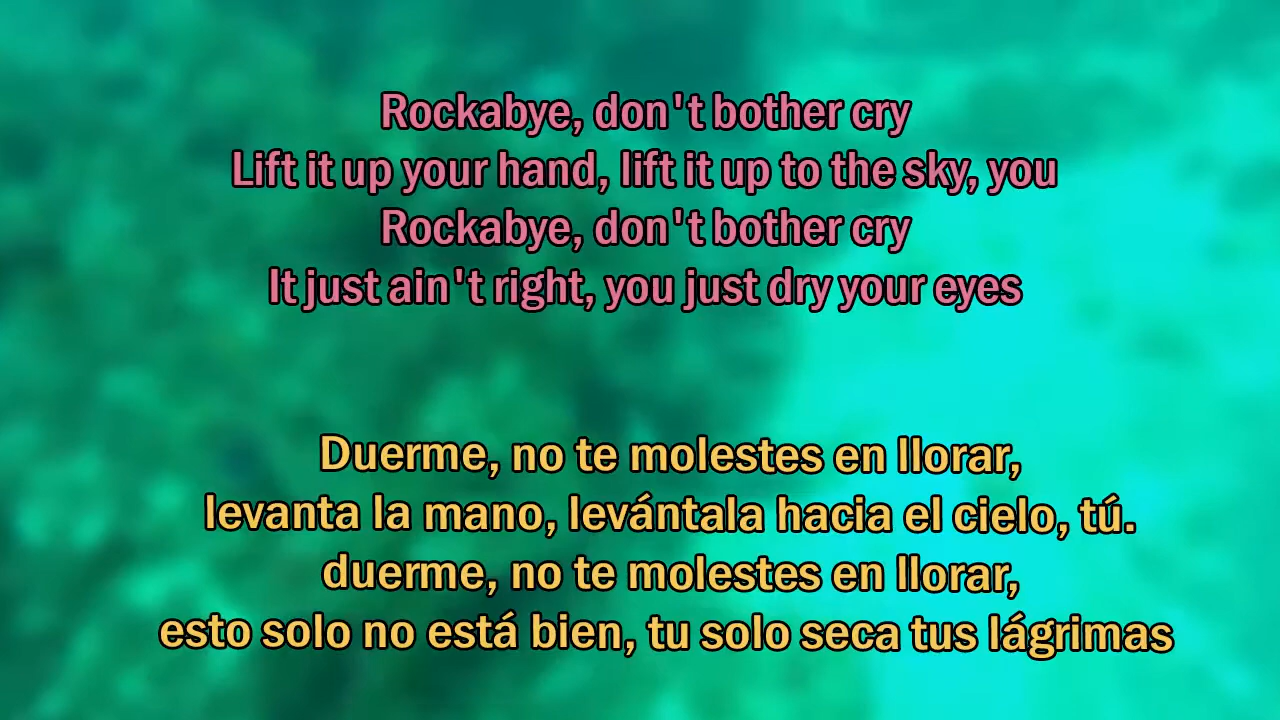 Rockabye, don't bother cry
Lift it up your hand, lift it up to the sky, you
Rockabye, don't bother cry
It just ain't right, you just dry your eyes
Duerme, no te molestes en llorar,
levanta la mano, levántala hacia el cielo, tú.
duerme, no te molestes en llorar,
esto solo no está bien, tu solo seca tus lágrimas